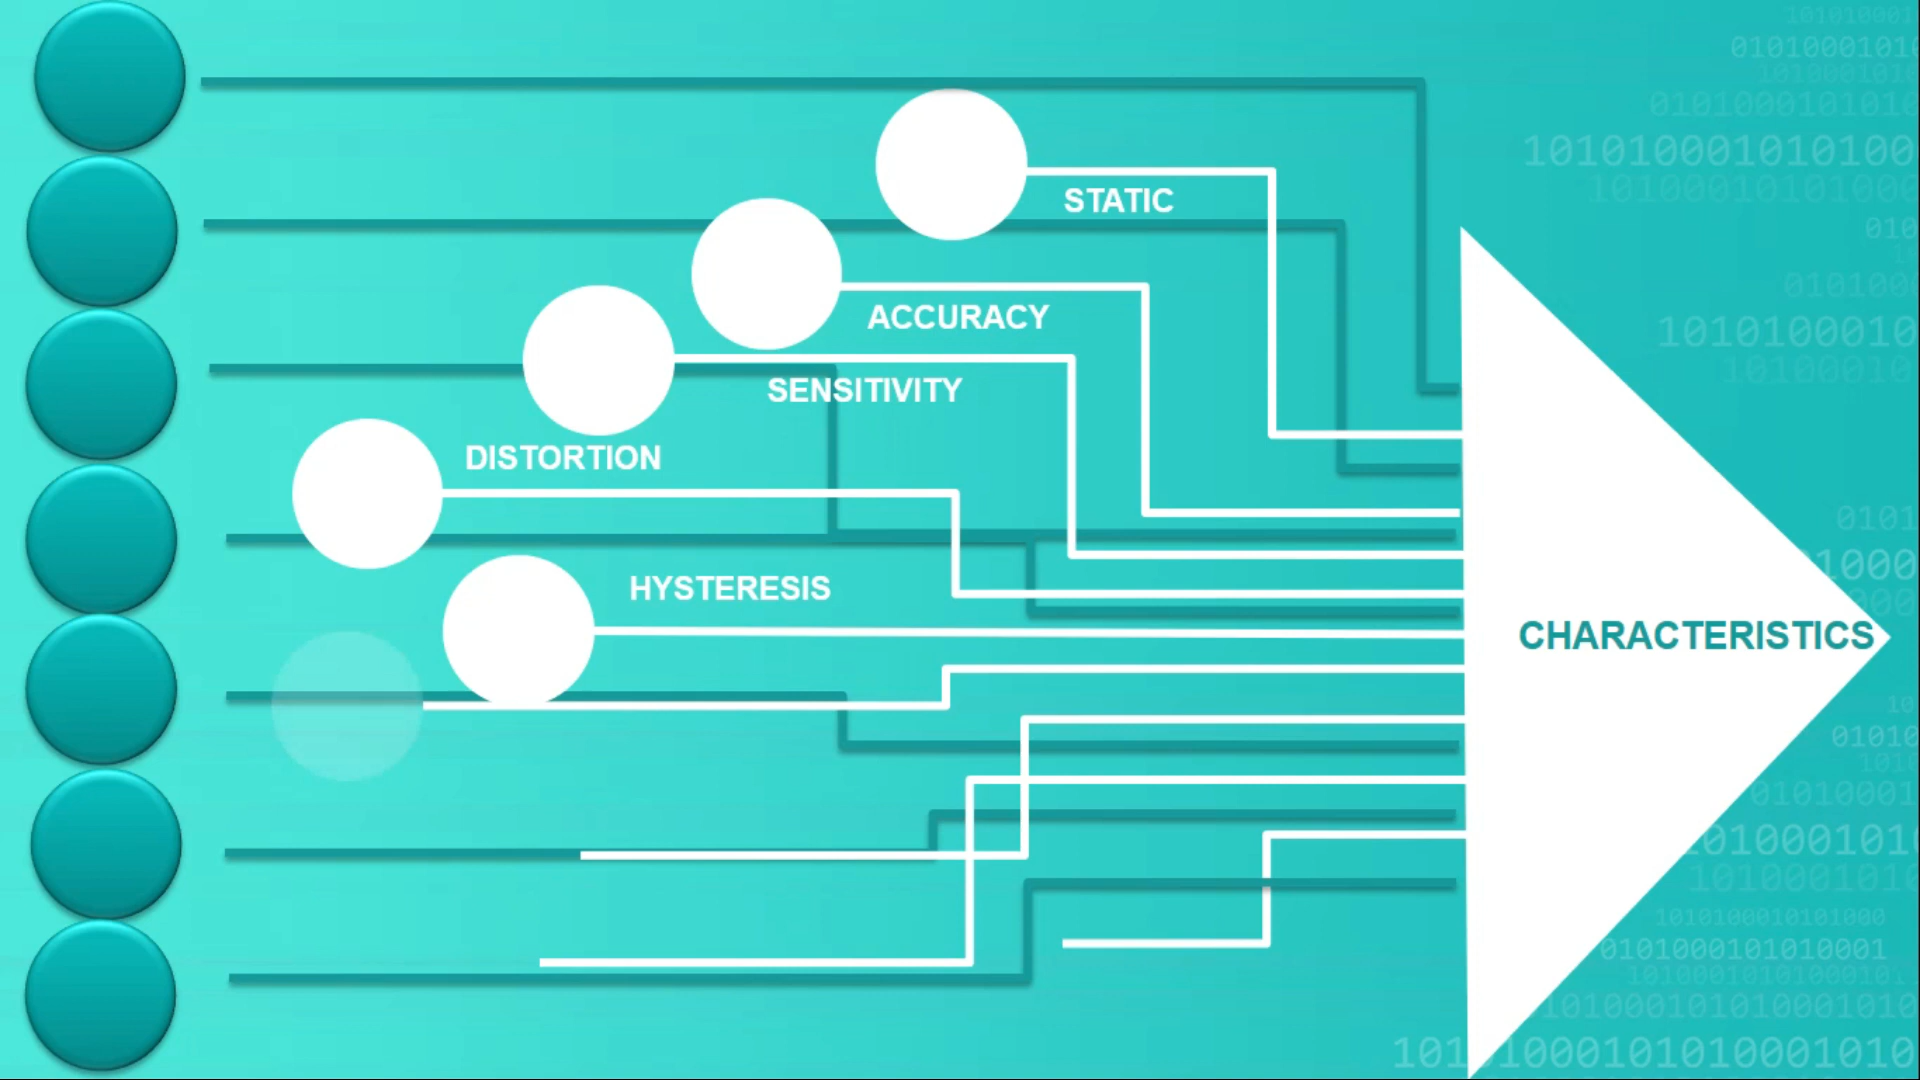 STATIC
ACCURACY
SENSITIVITY
DISTORTION
HYSTERESIS
CHARACTERISTICS